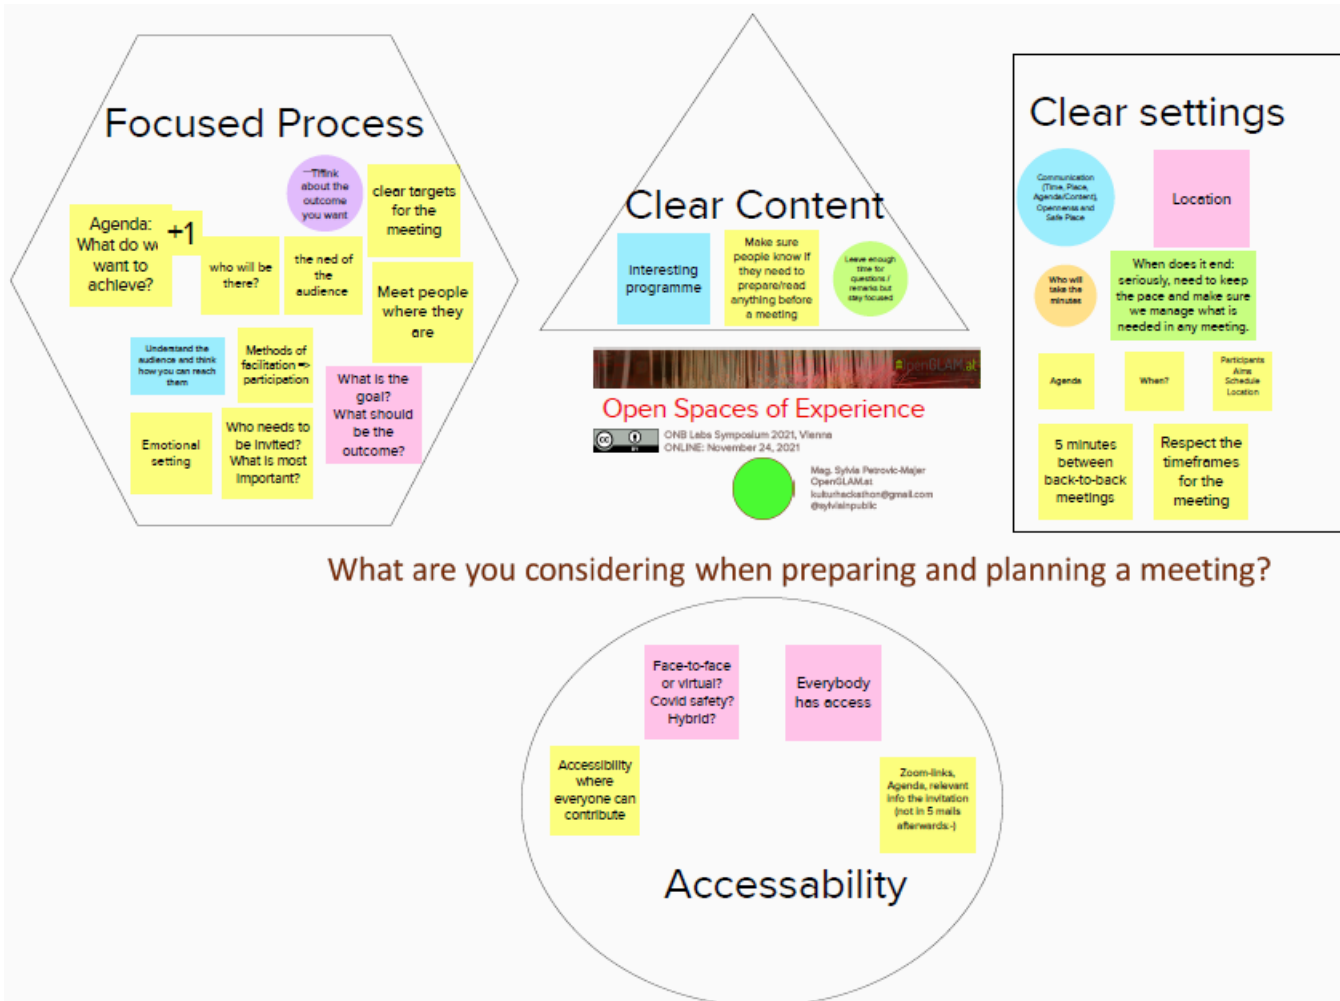 Focused Process
Think
about the
outcome
you want
clear targets
for the
meeting
Agenda:
What do we
want to
achieve?
+1
who will be
there?
the ned of
the
audience
Meet people
where they
are
Understand the
audience and think
how you can reach
them
Methods of
facilitation =>
participation
What is the
goal?
What should
be the
outcome?
Emotional
setting
Who needs to
be invited?
What is most
important?
Clear Content
Interesting
programme
Make sure
people know if
they need to
prepare/read
anything before
a meeting
Leave enough
time for
questions /
remarks but
stay focused
openGLAM.at
Open Spaces of Experience
cc
BY
ONB Labs Symposium 2021, Vienna
ONLINE: November 24, 2021
Mag. Sylvia Petrovic-Majer
OpenGLAM.at
kulturhackathon@gmail.com
@sylviainpublic
Clear settings
Communication
(Time, Place,
Agenda/Content),
Opennenss and
Safe Place
Location
Who will
take the
minutes
When does it end:
seriously, need to keep
the pace and make sure
we manage what is
needed in any meeting.
Agenda
When?
Participants
Aims
Schedule
Location
5 minutes
between
back-to-back
meetings
Respect the
timeframes
for the
meeting
What are you considering when preparing and planning a meeting?
Face-to-face
or virtual?
Covid safety?
Hybrid?
Everybody
has access
Accessibility
where
everyone can
contribute
Zoom-links,
Agenda, relevant
info the invitation
(not in 5 mails
afterwards:-)
Accessability